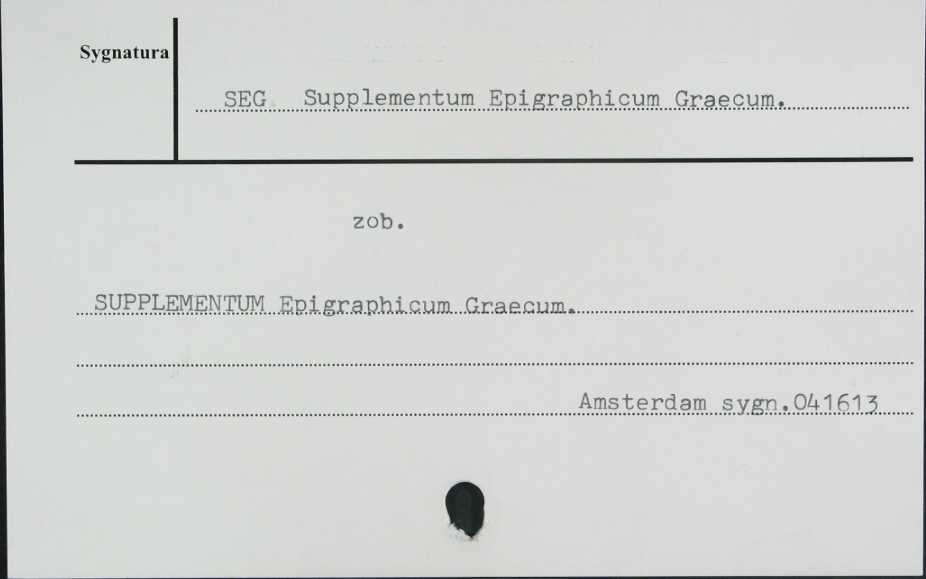 Sygnatura
SEG Supplementum Epigraphicum Graecum.
zob.
SUPPLEMENTUM Epigraphicum Graecum.
Amsterdam sygn.041613